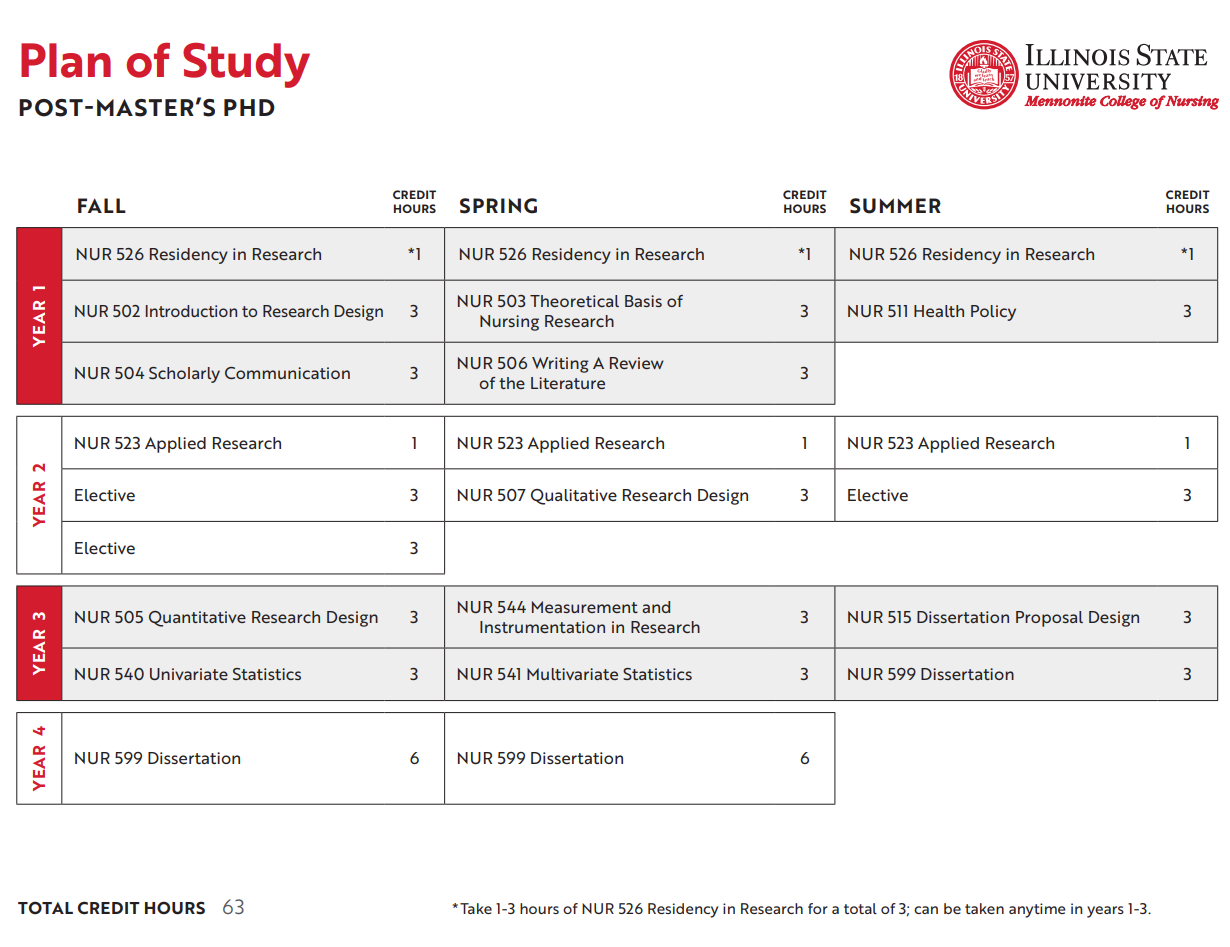 Plan of Study
POST-MASTER'S PHD
ILLINOIS STATE
UNIVERSITY
Mennonite College of Nursing
ILLINOIS STATE
UNIVERSITY
18 57
FALL CREDIT HOURS SPRING CREDIT HOURS SUMMER CREDIT HOURS
YEAR 1
NUR 526 Residency in Research *1 NUR 526 Residency in Research *1 NUR 526 Residency in Research *1
NUR 502 Introduction to Research Design 3 NUR 503 Theoretical Basis of
Nursing Research 3 NUR 511 Health Policy 3
NUR 504 Scholarly Communication 3 NUR 506 Writing A Review
of the Literature 3
YEAR 2
NUR 523 Applied Research 1 NUR 523 Applied Research 1 NUR 523 Applied Research 1
Elective 3 NUR 507 Qualitative Research Design 3 Elective 3
Elective 3
YEAR 3
NUR 505 Quantitative Research Design 3 NUR 544 Measurement and
Instrumentation in Research 3 NUR 515 Dissertation Proposal Design 3
NUR 540 Univariate Statistics 3 NUR 541 Multivariate Statistics 3 NUR 599 Dissertation 3
YEAR 4
NUR 599 Dissertation 6 NUR 599 Dissertation 6
TOTAL CREDIT HOURS 63
*Take 1-3 hours of NUR 526 Residency in Research for a total of 3; can be taken anytime in years 1-3.